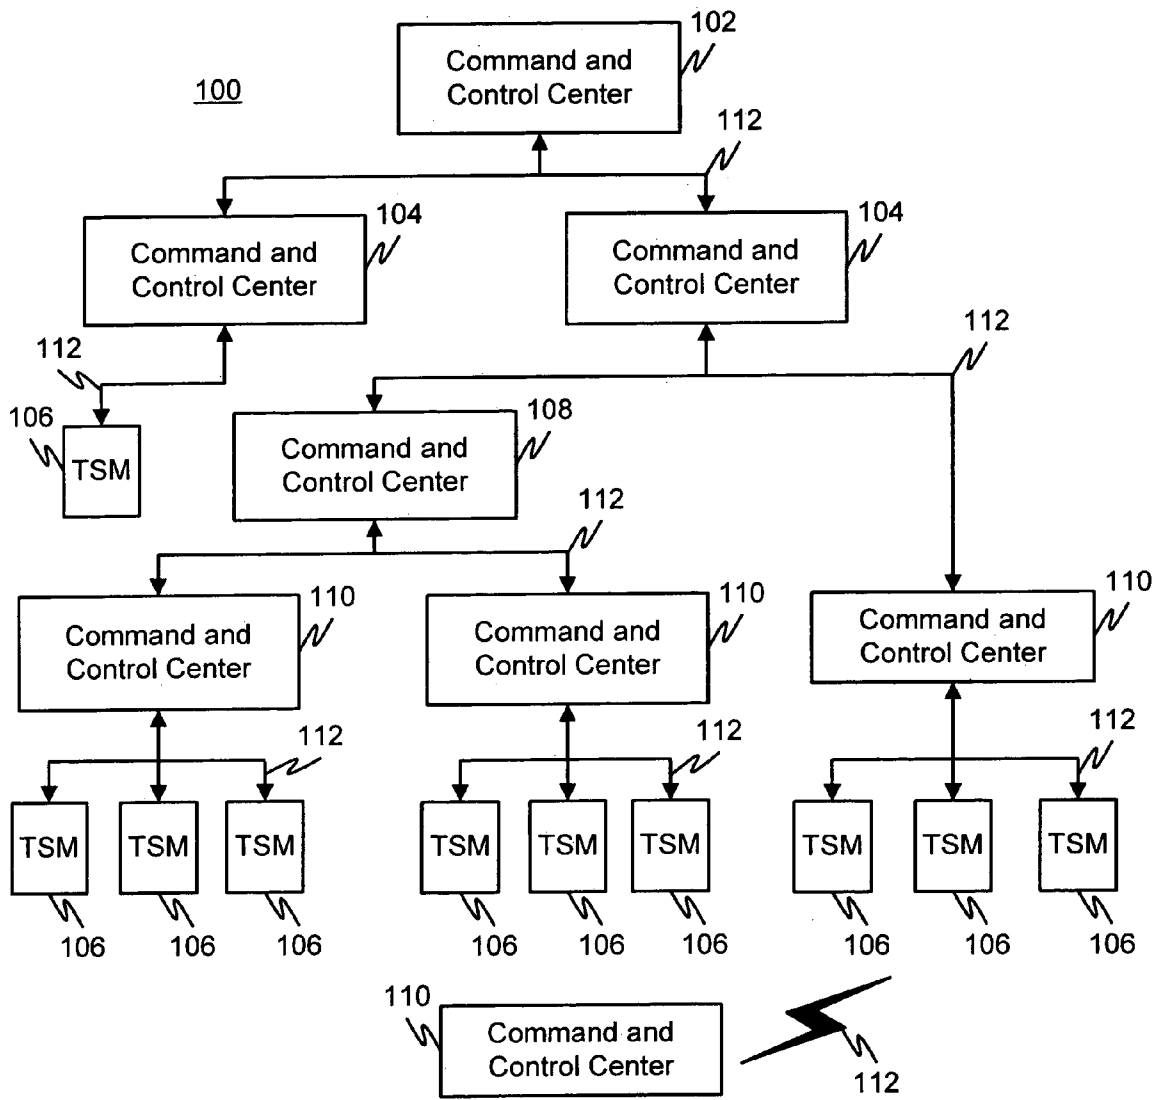 102
Command and
Control Center
100
112
104
Command and
Control Center
104
Command and
Control Center
112
112
106
TSM
108
Command and
Control Center
112
110
Command and
Control Center
110
Command and
Control Center
110
Command and
Control Center
112
112
112
TSM
TSM
TSM
TSM
TSM
TSM
TSM
TSM
TSM
106
106
106
106
106
106
106
106
106
110
Command and
Control Center
112